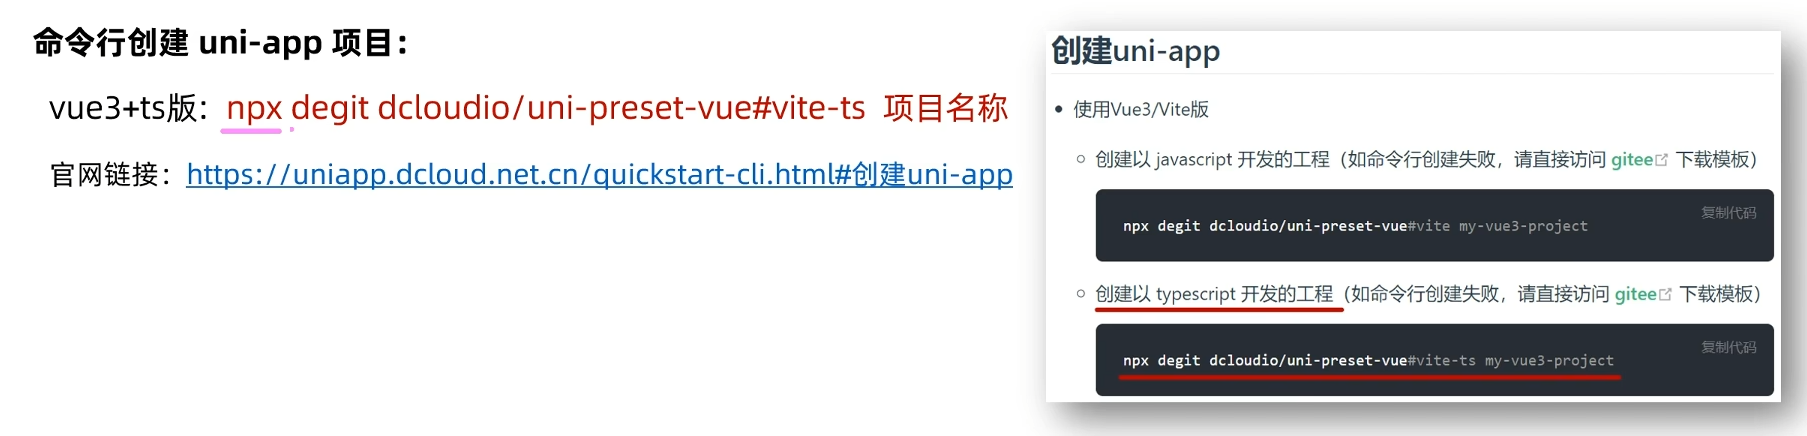 命令行创建 uni-app 项目：
vue3+ts版：npx degit dcloudio/uni-preset-vue#vite-ts 项目名称
官网链接：https://uniapp.dcloud.net.cn/quickstart-cli.html#创建uni-app
创建uni-app
• 使用Vue3/Vite版
○ 创建以 javascript 开发的工程（如命令行创建失败，请直接访问 gitee 下载模板）
复制代码
npx degit dcloudio/uni-preset-vue#vite my-vue3-project
○ 创建以 typescript 开发的工程（如命令行创建失败，请直接访问 gitee 下载模板）
复制代码
npx degit dcloudio/uni-preset-vue#vite-ts my-vue3-project